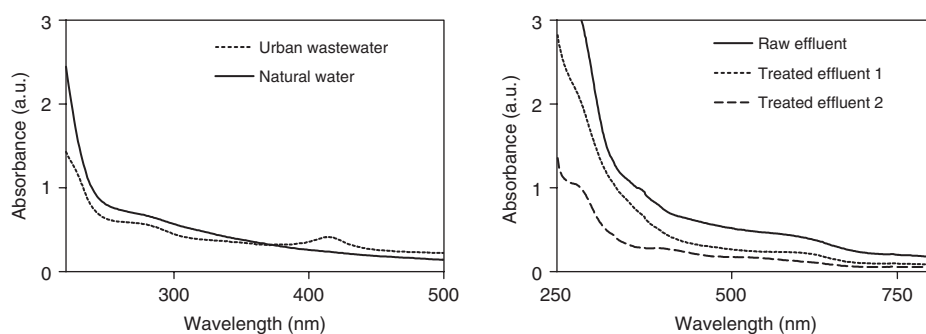 3
2
1
0
Absorbance (a.u.)
Urban wastewater
Natural water
300
400
500
Wavelength (nm)
3
2
1
0
Absorbance (a.u.)
Raw effluent
Treated effluent 1
Treated effluent 2
250
500
750
Wavelength (nm)